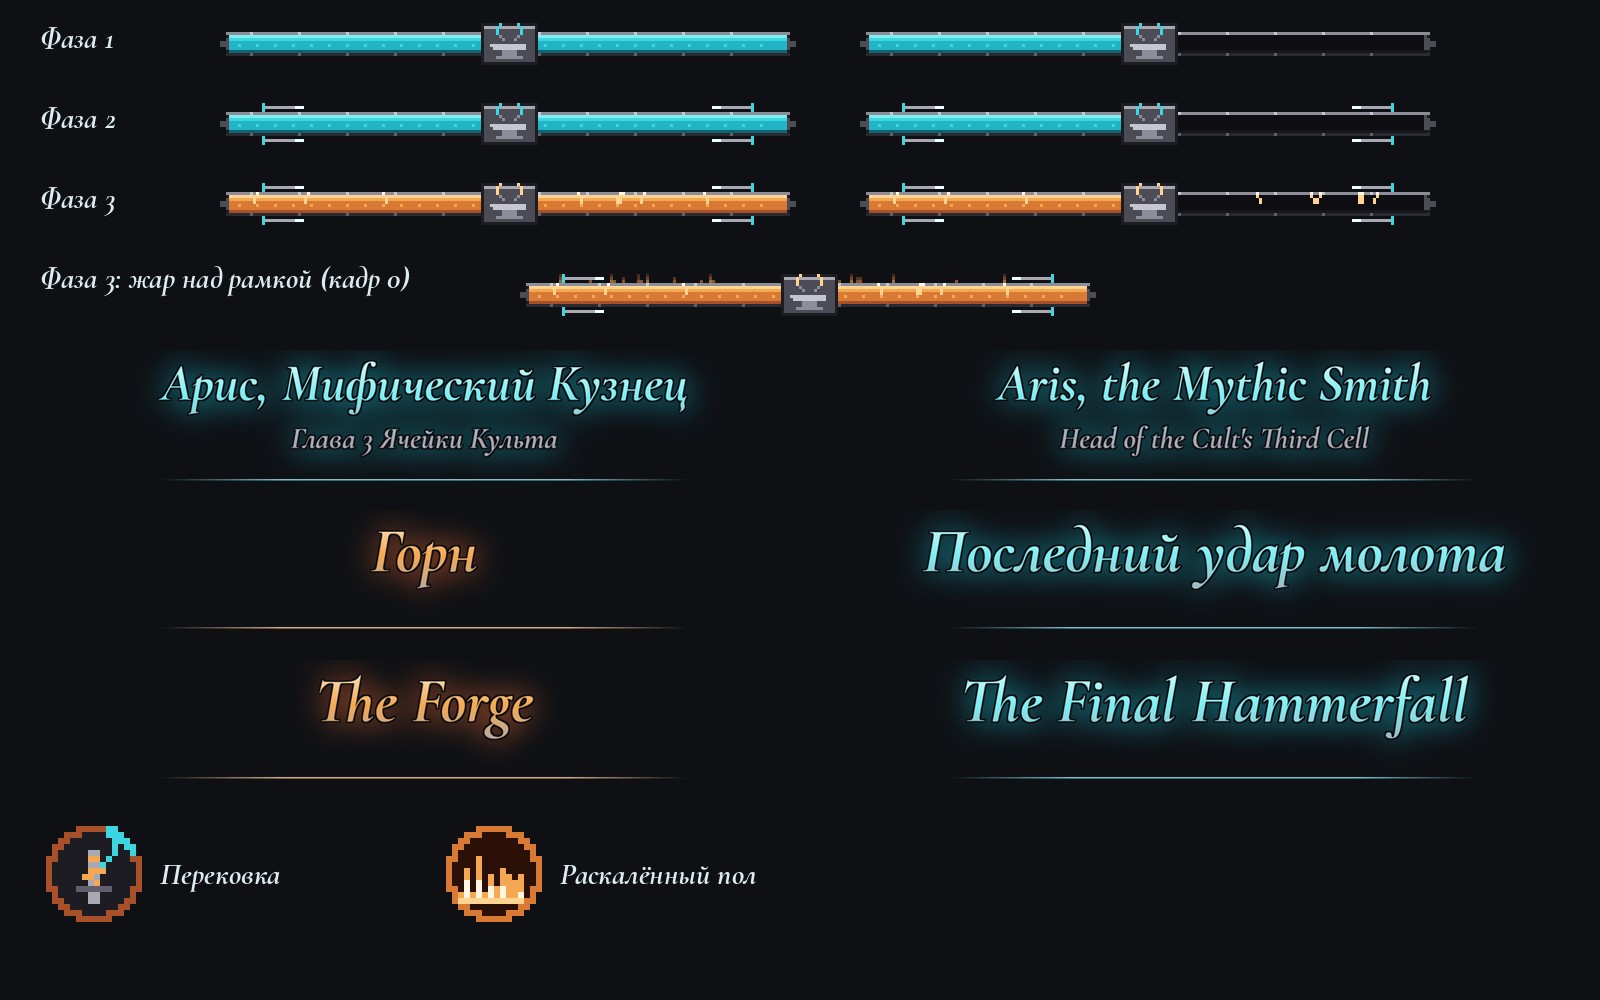 Фаза 1
Фаза 2
Фаза 3
Фаза 3: жар над рамкой (кадр 0)
Арис, Мифический Кузнец
Глава 3 Ячейки Культа
Aris, the Mythic Smith
Head of the Cult's Third Cell
Горн
Последний удар молота
The Forge
The Final Hammerfall
Перековка
Раскалённый пол